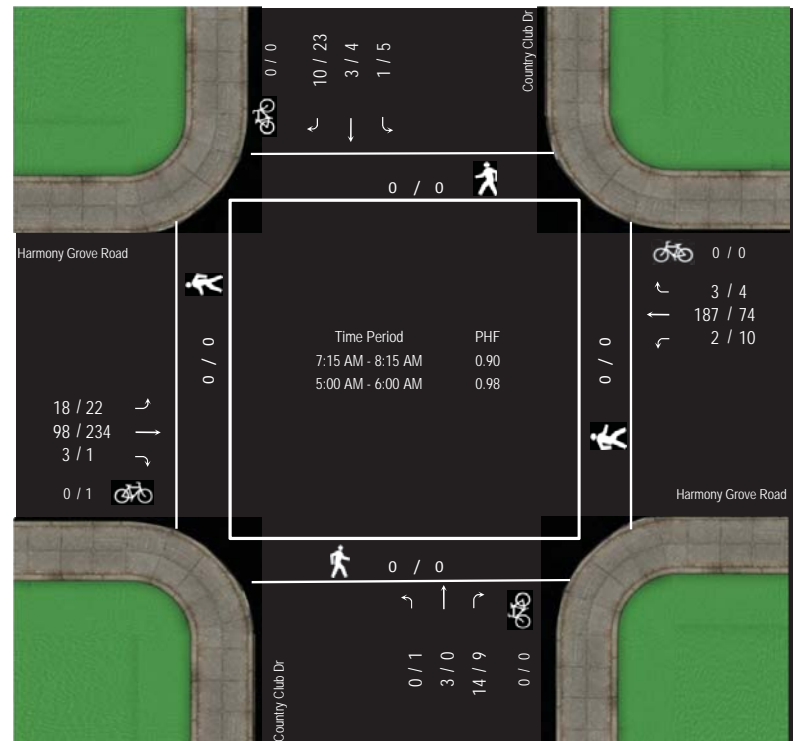 Country Club Dr
0 / 0
10 / 23
3 / 4
1 / 5
0 / 0
Harmony Grove Road
0 / 0
3 / 4
187 / 74
2 / 10
0 / 0
Time Period PHF
7:15 AM - 8:15 AM 0.90
5:00 AM - 6:00 AM 0.98
0 / 0
18 / 22
98 / 234
3 / 1
0 / 1
Harmony Grove Road
0 / 0
0 / 1
3 / 0
14 / 9
0 / 0
Country Club Dr